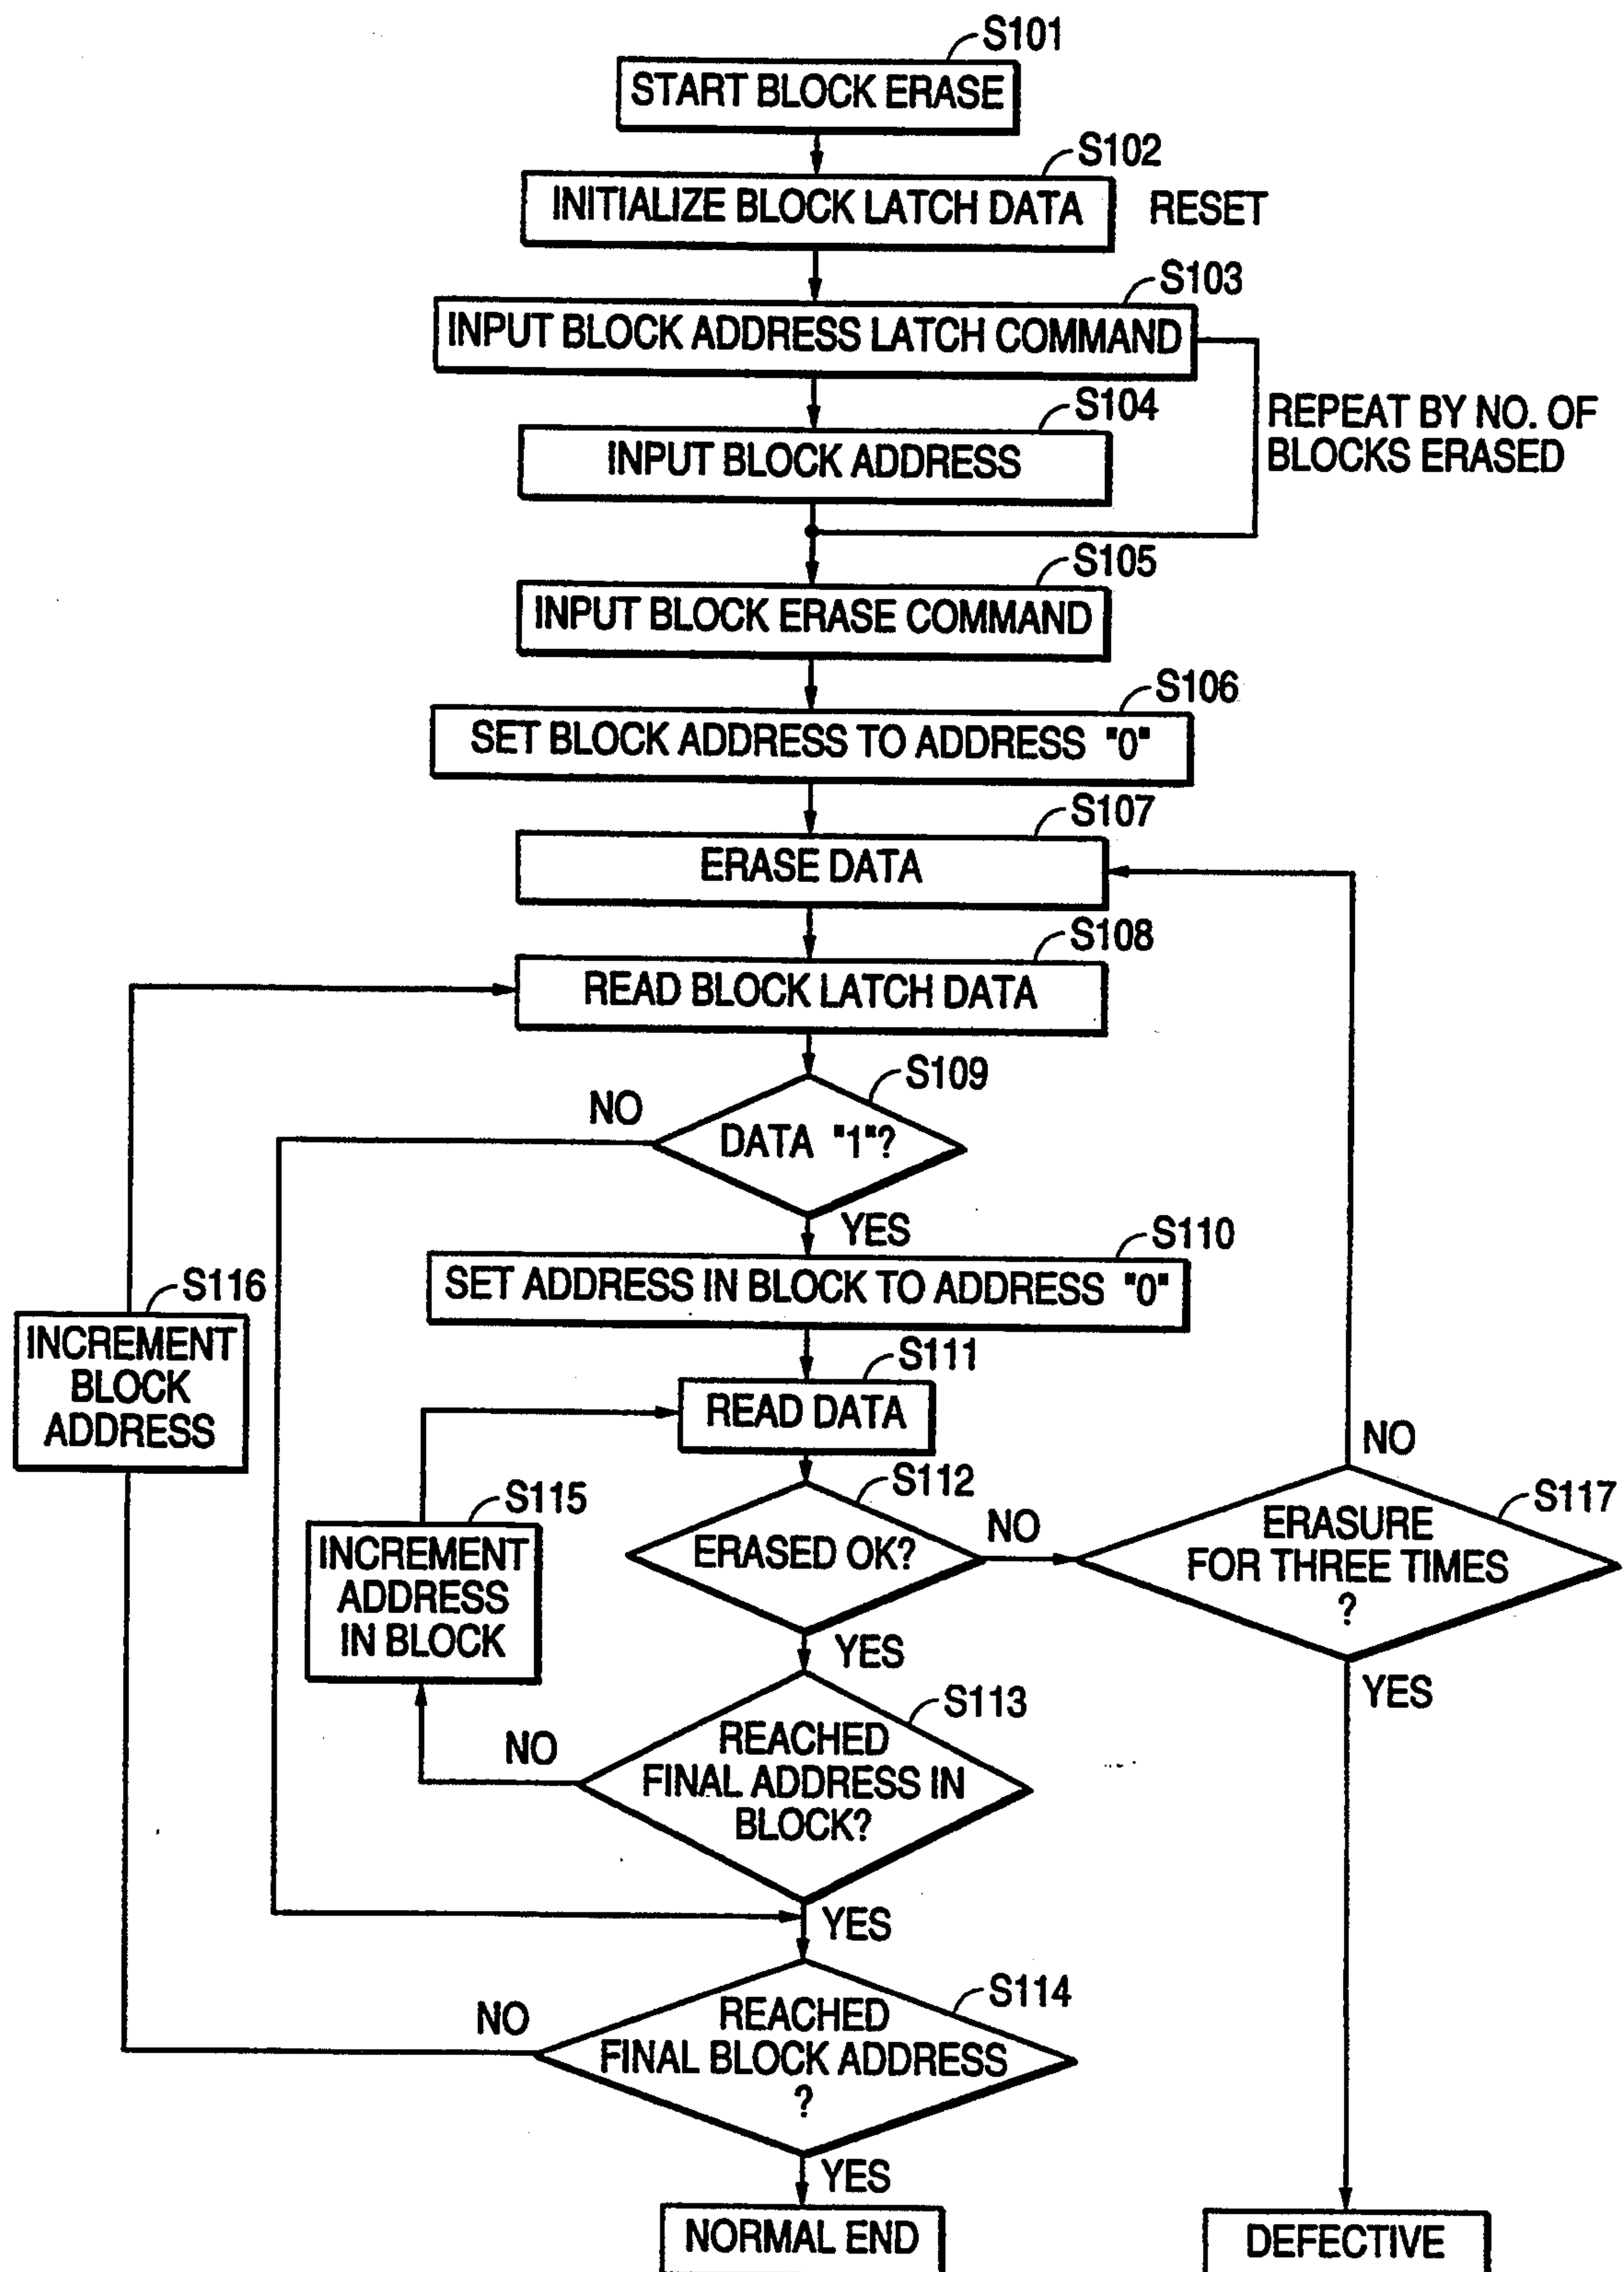 S101
START BLOCK ERASE
S102
INITIALIZE BLOCK LATCH DATA
RESET
S103
INPUT BLOCK ADDRESS LATCH COMMAND
S104
REPEAT BY NO. OF
BLOCKS ERASED
INPUT BLOCK ADDRESS
S105
INPUT BLOCK ERASE COMMAND
S106
SET BLOCK ADDRESS TO ADDRESS "0"
S107
ERASE DATA
S108
READ BLOCK LATCH DATA
S109
NO
DATA "1"?
YES
S110
SET ADDRESS IN BLOCK TO ADDRESS "0"
S116
INCREMENT
BLOCK
ADDRESS
S111
READ DATA
NO
S112
S115
ERASED OK?
NO
S117
ERASURE
FOR THREE TIMES
?
INCREMENT
ADDRESS
IN BLOCK
YES
YES
S113
REACHED
FINAL ADDRESS IN
BLOCK?
NO
YES
S114
NO
REACHED
FINAL BLOCK ADDRESS
?
YES
NORMAL END
DEFECTIVE